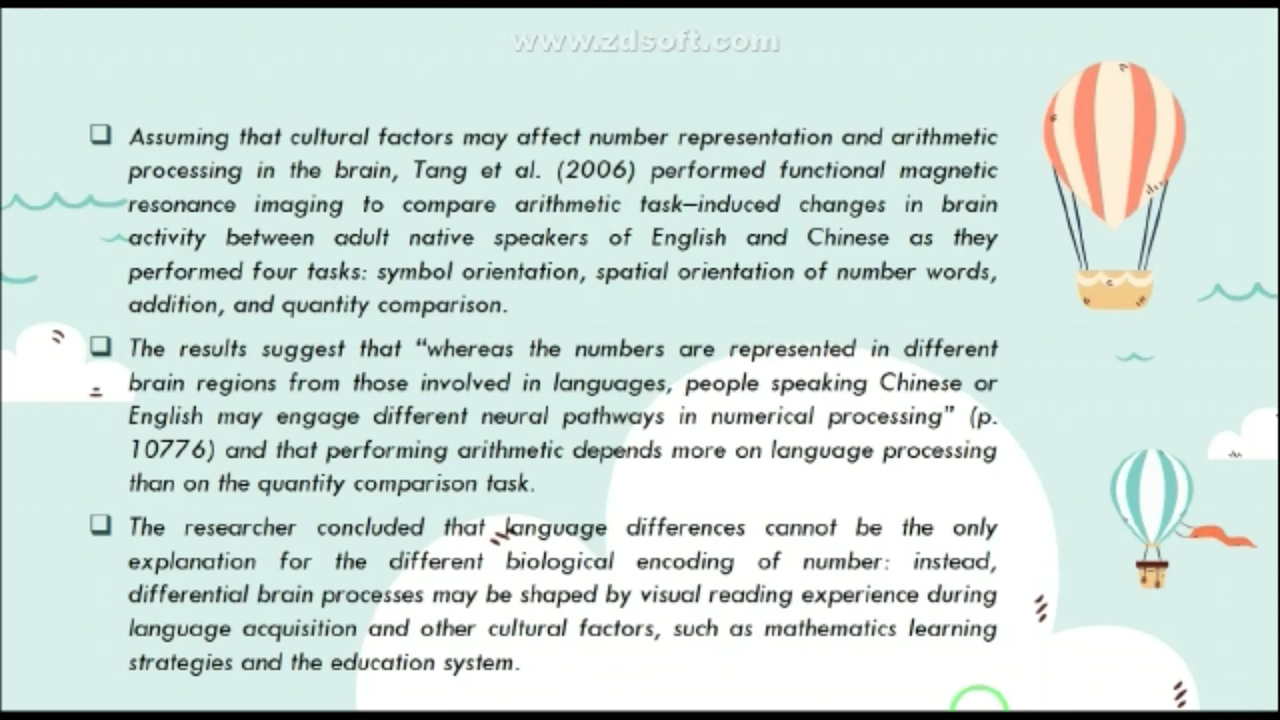 www.zdsoft.com
Assuming that cultural factors may affect number representation and arithmetic
processing in the brain, Tang et al. (2006) performed functional magnetic
resonance imaging to compare arithmetic task–induced changes in brain
activity between adult native speakers of English and Chinese as they
performed four tasks: symbol orientation, spatial orientation of number words,
addition, and quantity comparison.
The results suggest that “whereas the numbers are represented in different
brain regions from those involved in languages, people speaking Chinese or
English may engage different neural pathways in numerical processing” (p.
10776) and that performing arithmetic depends more on language processing
than on the quantity comparison task.
The researcher concluded that language differences cannot be the only
explanation for the different biological encoding of number: instead,
differential brain processes may be shaped by visual reading experience during
language acquisition and other cultural factors, such as mathematics learning
strategies and the education system.